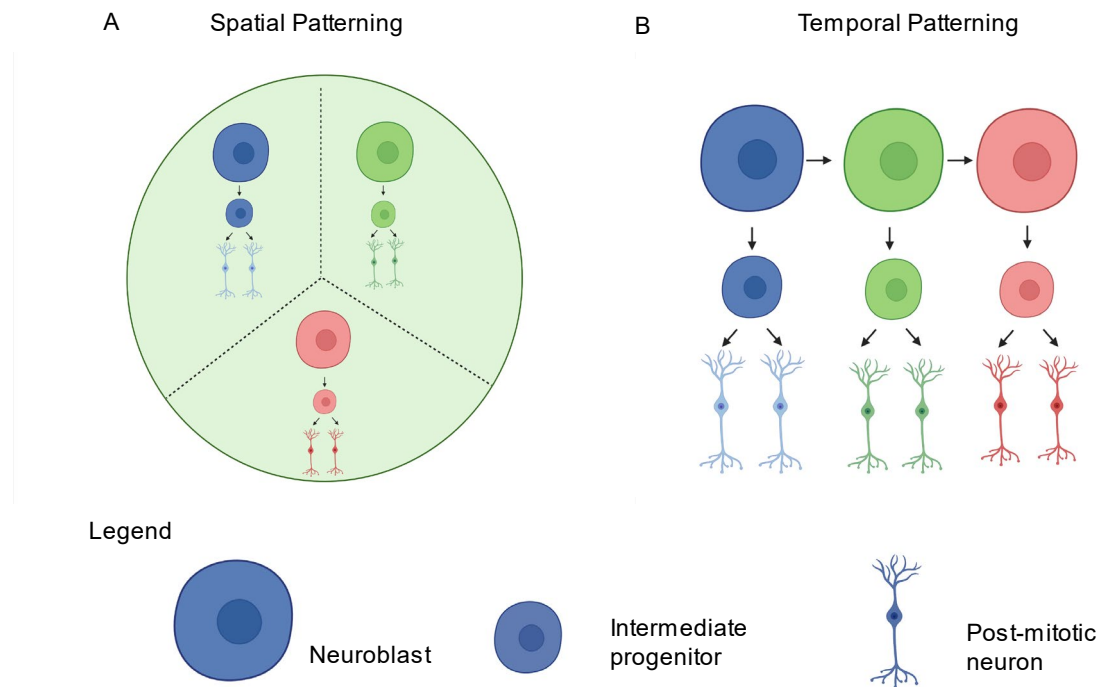 A
Spatial Patterning
B
Temporal Patterning
Legend
Neuroblast
Intermediate
progenitor
Post-mitotic
neuron